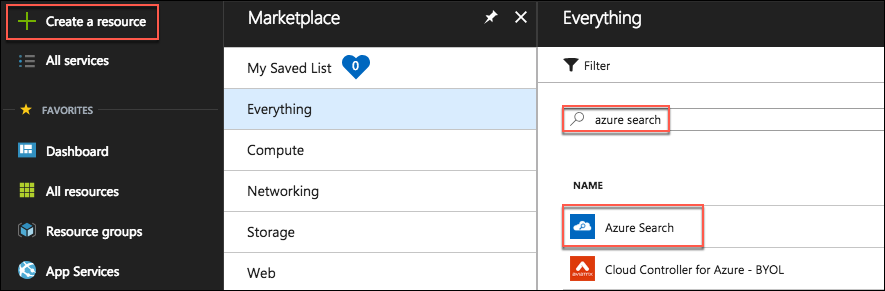 Create a resource
All services
FAVORITES
Dashboard
All resources
Resource groups
App Services
Marketplace
My Saved List 0
Everything
Compute
Networking
Storage
Web
Everything
Filter
azure search
NAME
Azure Search
AVIATRIX
Cloud Controller for Azure - BYOL